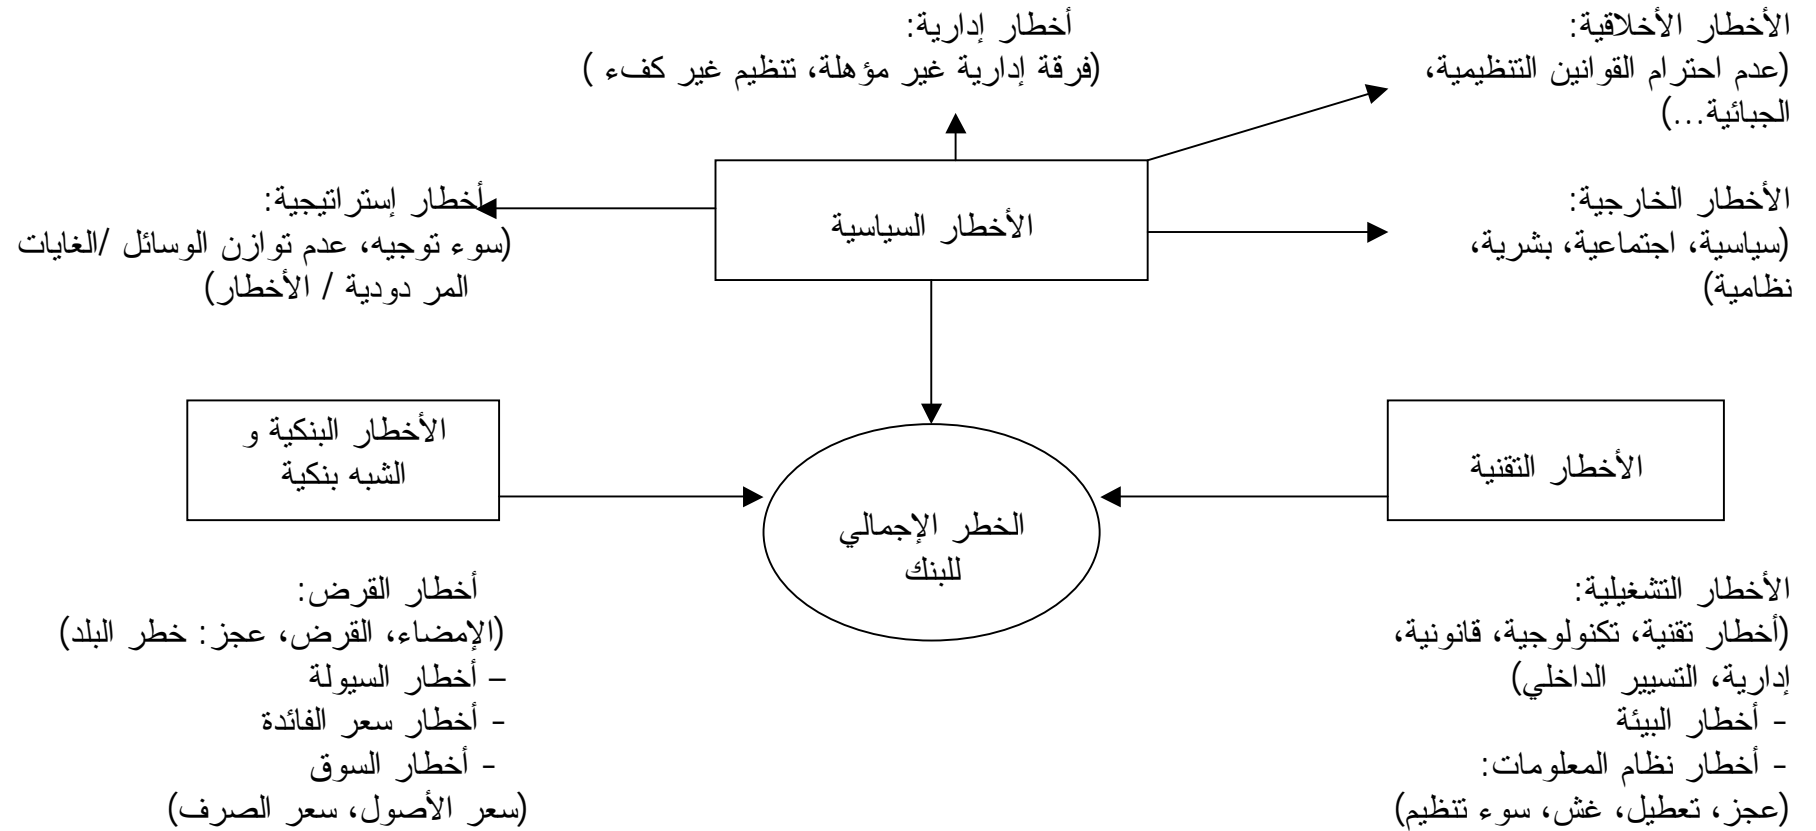 الأخطار الأخلاقية:
(عدم احترام القوانين التنظيمية،
الجبائية...)
أخطار إدارية:
(فرقة إدارية غير مؤهلة، تنظيم غير كفء )
الأخطار الخارجية:
(سياسية، اجتماعية، بشرية،
نظامية)
الأخطار السياسية
أخطار إستراتيجية:
(سوء توجيه، عدم توازن الوسائل /الغايات
المر دودية / الأخطار)
الأخطار التقنية
الخطر الإجمالي
للبنك
الأخطار البنكية و
الشبه بنكية
الأخطار التشغيلية:
(أخطار تقنية، تكنولوجية، قانونية،
إدارية، التسيير الداخلي)
- أخطار البيئة
- أخطار نظام المعلومات:
(عجز، تعطيل، غش، سوء تنظيم)
أخطار القرض:
(الإمضاء، القرض، عجز: خطر البلد)
– أخطار السيولة
- أخطار سعر الفائدة
- أخطار السوق
(سعر الأصول، سعر الصرف)